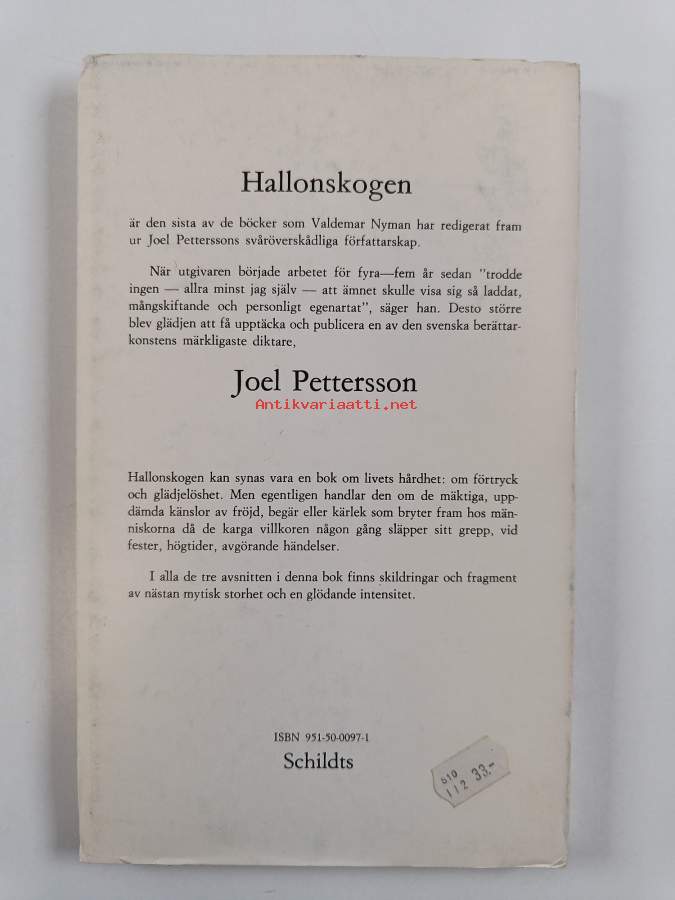 Hallonskogen
är den sista av de böcker som Valdemar Nyman har redigerat fram
ur Joel Petterssons svåröverskådliga författarskap.
När utgivaren började arbetet för fyra—fem år sedan "trodde
ingen — allra minst jag själv — att ämnet skulle visa sig så laddat,
mångskiftande och personligt egenartat", säger han. Desto större
blev glädjen att få upptäcka och publicera en av den svenska berättar-
konstens märkligaste diktare,
Joel Pettersson
Antikvariaatti.net
Hallonskogen kan synas vara en bok om livets hårdhet: om förtryck
och glädjelöshet. Men egentligen handlar den om de mäktiga, upp-
dämda känslor av fröjd, begär eller kärlek som bryter fram hos män-
niskorna då de karga villkoren någon gång släpper sitt grepp, vid
fester, högtider, avgörande händelser.
I alla de tre avsnitten i denna bok finns skildringar och fragment
av nästan mytisk storhet och en glödande intensitet.
ISBN 951-50-0097-1
Schildts
610
112 33:-